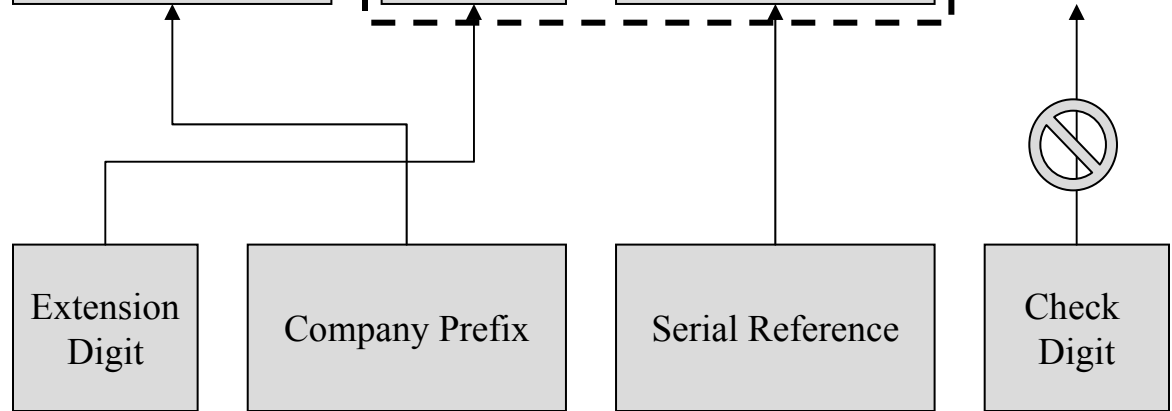 Extension
Digit
Company Prefix
Serial Reference
Check
Digit